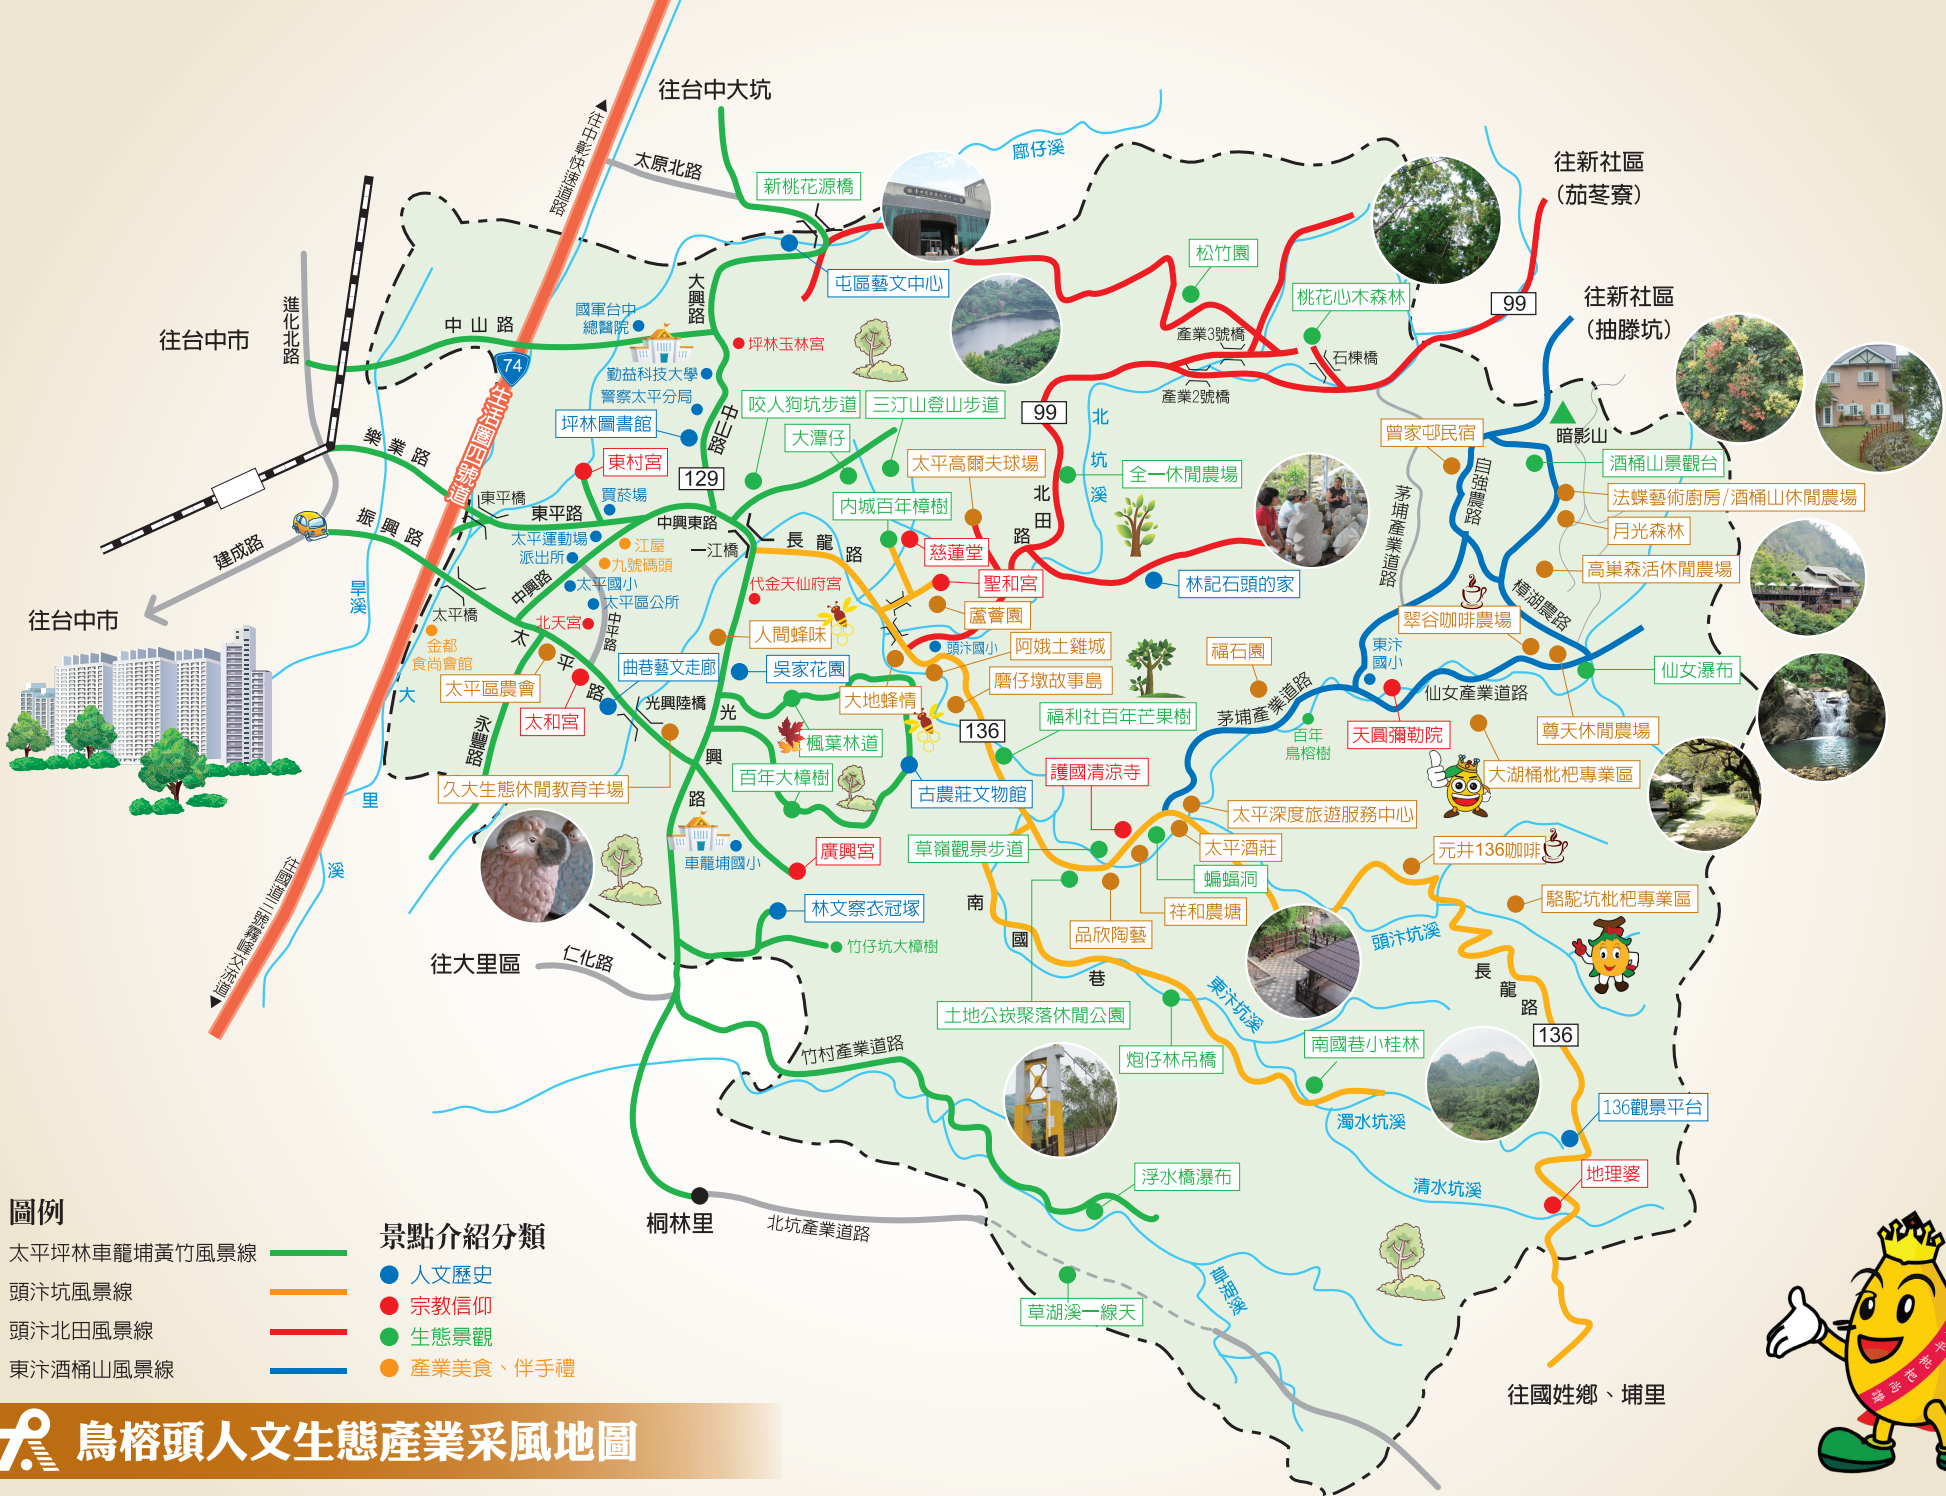 往台中大坑
往中彰快速道路
太原北路
廍仔溪
新桃花源橋
往新社區
(茄苳寮)
屯區藝文中心
松竹園
桃花心木森林
99
往新社區
(抽藤坑)
進化北路
往台中市
中山路
大興路
國軍台中
總醫院
坪林玉林宮
產業3號橋
石棟橋
產業2號橋
74
生活圈四號道
勤益科技大學
警察太平分局
坪林圖書館
中山路
咬人狗坑步道
三汀山登山步道
大潭仔
99
北坑溪
曾家邨民宿
暗影山
樂業路
東村宮
129
太平高爾夫球場
全一休閒農場
酒桶山景觀台
自強農路
茅埔產業道路
法蝶藝術廚房/酒桶山休閒農場
東平橋
買菸場
內城百年樟樹
北田路
月光森林
振興路
東平路
中興東路
太平運動場
派出所
江屋
九號碼頭
一江橋
長龍路
慈蓮堂
聖和宮
林記石頭的家
高巢森活休閒農場
建成路
旱溪
中興路
太平國小
太平區公所
代金天仙府宮
蘆薈園
樟湖農路
翠谷咖啡農場
往台中市
太平橋
北天宮
中平路
人間蜂味
頭汴國小
阿娥土雞城
福石園
東汴
國小
金都
食尚會館
太平路
曲巷藝文走廊
吳家花園
磨仔墩故事島
仙女瀑布
太平區農會
大地蜂情
茅埔產業道路
仙女產業道路
大
太和宮
光興陸橋
光興路
福利社百年芒果樹
百年
鳥榕樹
天圓彌勒院
尊天休閒農場
永豐路
楓葉林道
136
護國清涼寺
大湖桶枇杷專業區
久大生態休閒教育羊場
百年大樟樹
古農莊文物館
里
太平深度旅遊服務中心
車籠埔國小
廣興宮
草嶺觀景步道
太平酒莊
元井136咖啡
溪
往國道三號霧峰交流道
蝙蝠洞
林文察衣冠塚
南國巷
祥和農塘
駱駝坑枇杷專業區
品欣陶藝
頭汴坑溪
仁化路
竹仔坑大樟樹
往大里區
長龍路
東汴坑溪
土地公崁聚落休閒公園
竹村產業道路
炮仔林吊橋
南國巷小桂林
136
濁水坑溪
136觀景平台
浮水橋瀑布
清水坑溪
地理婆
桐林里
北坑產業道路
草湖溪
草湖溪一線天
往國姓鄉、埔里
圖例
太平坪林車籠埔黃竹風景線
頭汴坑風景線
頭汴北田風景線
東汴酒桶山風景線
景點介紹分類
人文歷史
宗教信仰
生態景觀
產業美食、伴手禮
鳥榕頭人文生態產業采風地圖